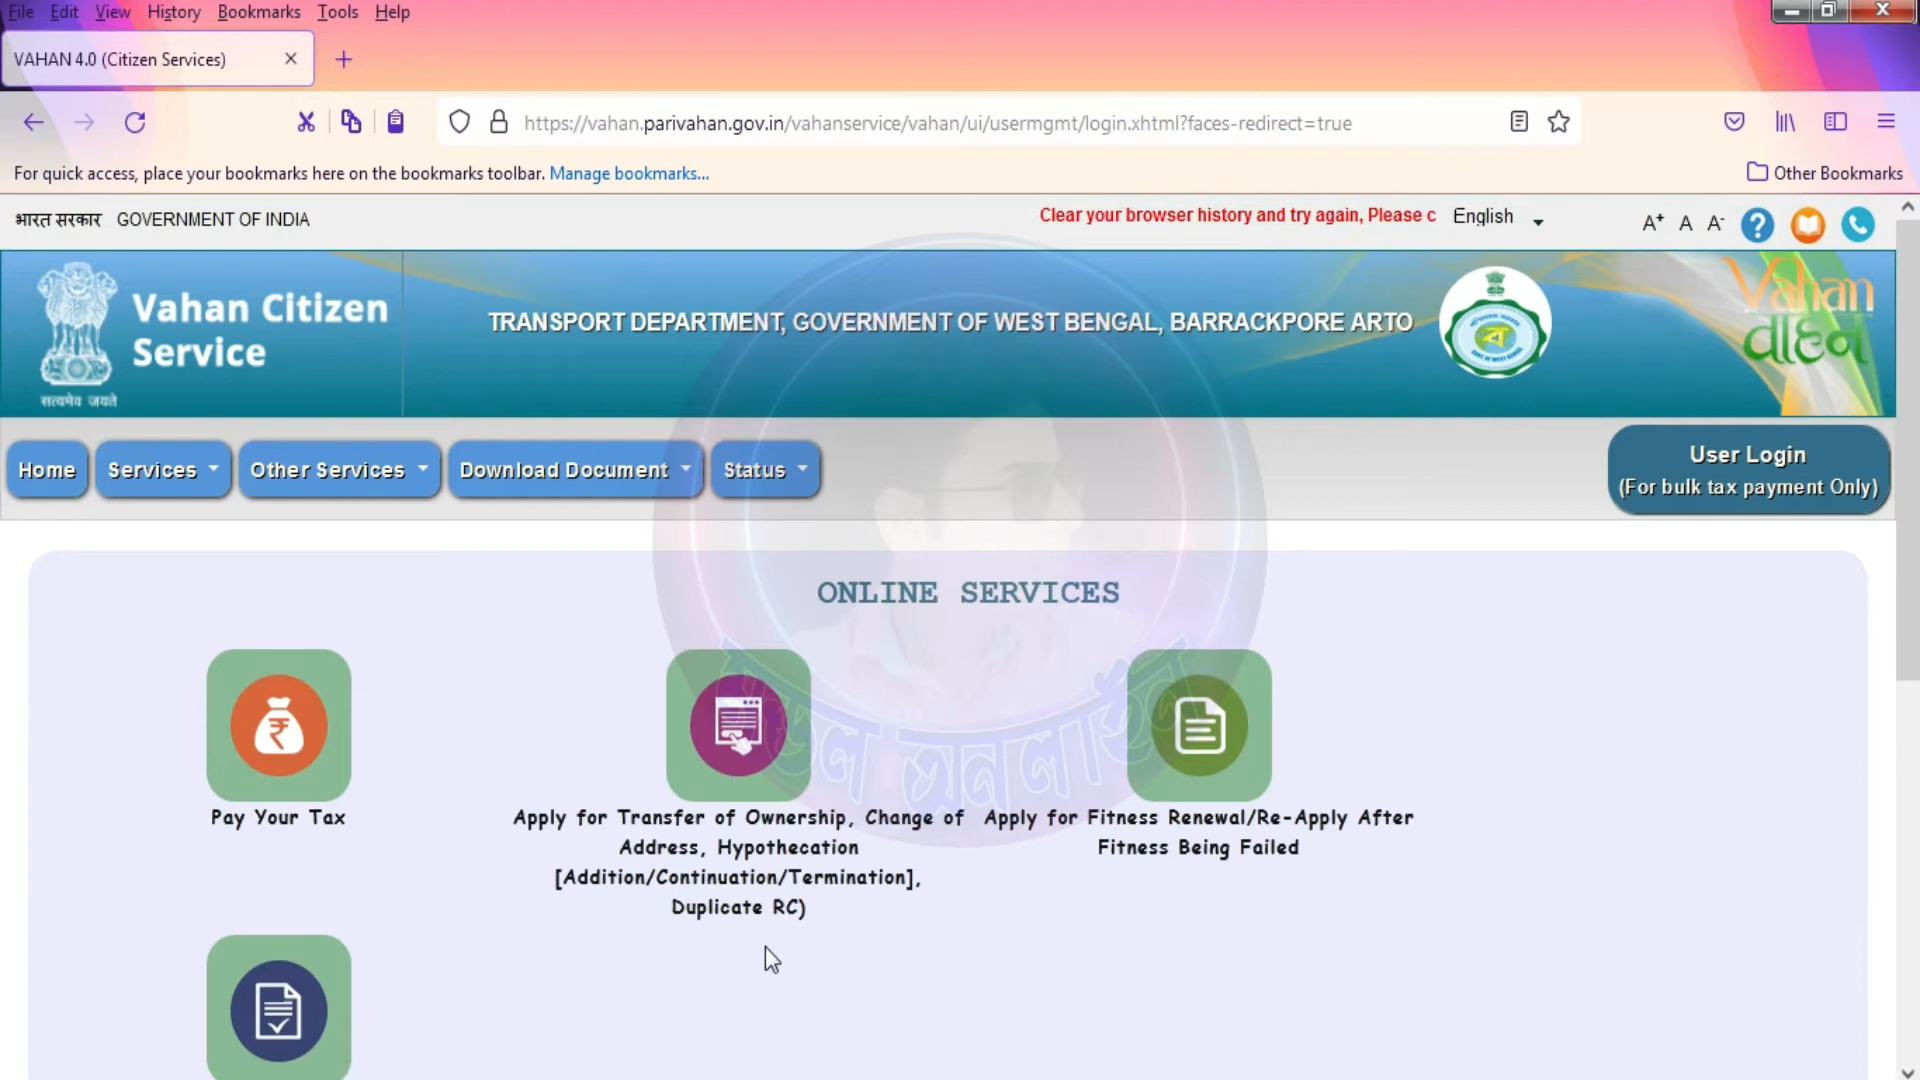 File Edit View History Bookmarks Tools Help
VAHAN 4.0 (Citizen Services)
https://vahan.parivahan.gov.in/vahanservice/vahan/ui/usermgmt/login.xhtml?faces-redirect=true
For quick access, place your bookmarks here on the bookmarks toolbar. Manage bookmarks...
Other Bookmarks
भारत सरकार GOVERNMENT OF INDIA
Clear your browser history and try again, Please c
English
A+ A A-
Vahan Citizen
Service
सत्यमेव जयते
TRANSPORT DEPARTMENT, GOVERNMENT OF WEST BENGAL, BARRACKPORE ARTO
Vahan
वाहन
Home
Services
Other Services
Download Document
Status
User Login
(For bulk tax payment Only)
ONLINE SERVICES
Pay Your Tax
Apply for Transfer of Ownership, Change of
Address, Hypothecation
[Addition/Continuation/Termination],
Duplicate RC)
Apply for Fitness Renewal/Re-Apply After
Fitness Being Failed
অনলাইন